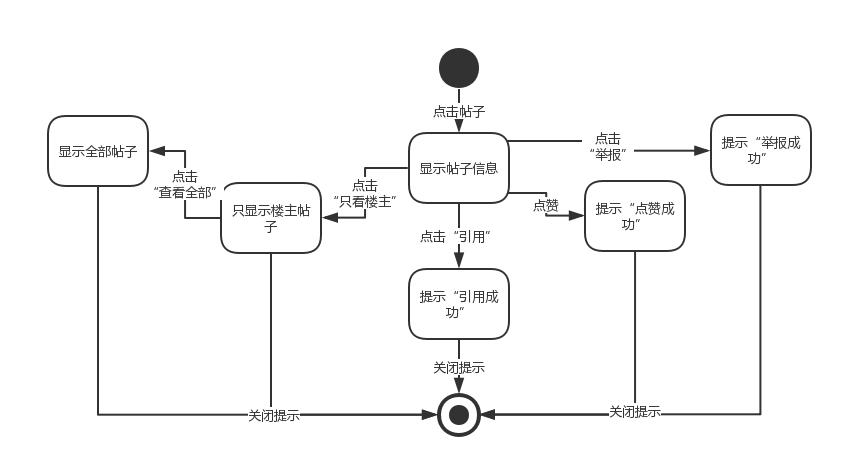 点击帖子
显示全部帖子
点击
“查看全部”
只显示楼主帖
子
点击
“只看楼主”
显示帖子信息
点击
“举报”
提示“举报成
功”
点赞
提示“点赞成
功”
点击“引用”
提示“引用成
功”
关闭提示
关闭提示
关闭提示